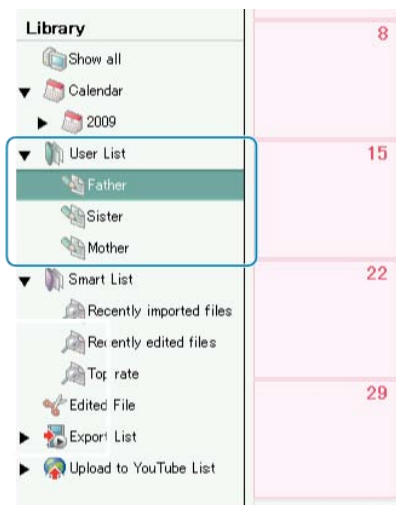 Library
8
Show all
Calendar
2009
User List
15
Father
Sister
Mother
Smart List
22
Recently imported files
Recently edited files
Top rate
Edited File
29
Export List
Upload to YouTube List